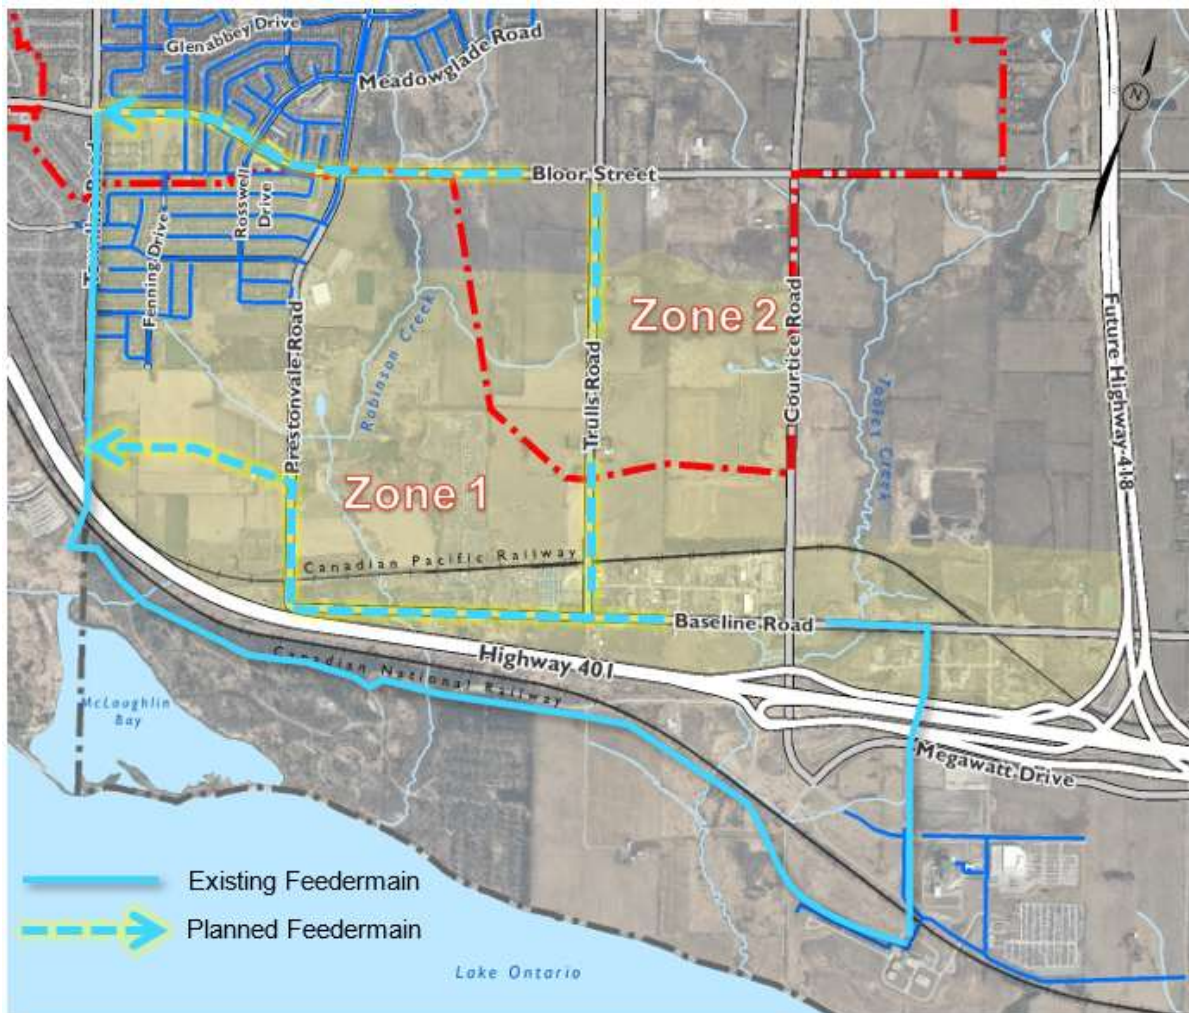 Glenabbey Drive
Meadowglade Road
N
Bloor Street
Rosswell
Drive
Fenning Drive
Road
Zone 2
Robinson Creek
Prestonvale Road
Trulls Road
Courtice Road
Tooley Creek
Future Highway 418
Zone 1
Canadian Pacific Railway
Baseline Road
Highway 401
Canadian National Railway
McLaughlin
Bay
Megawatt Drive
Existing Feedermain
Planned Feedermain
Lake Ontario